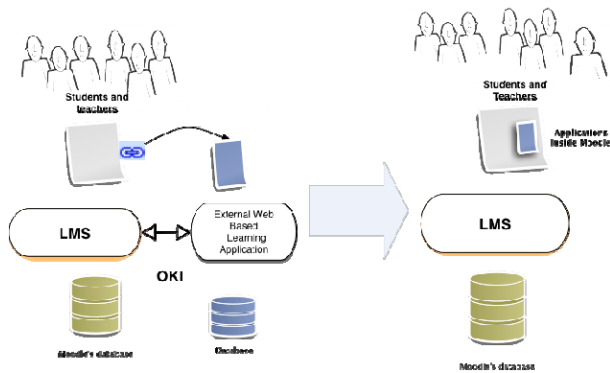 Students and
teachers
LMS
External Web
Based
Learning
Application
OKI
Moodle's database
Database
Students and
Teachers
Applications
Inside Moodle
LMS
Moodle's database